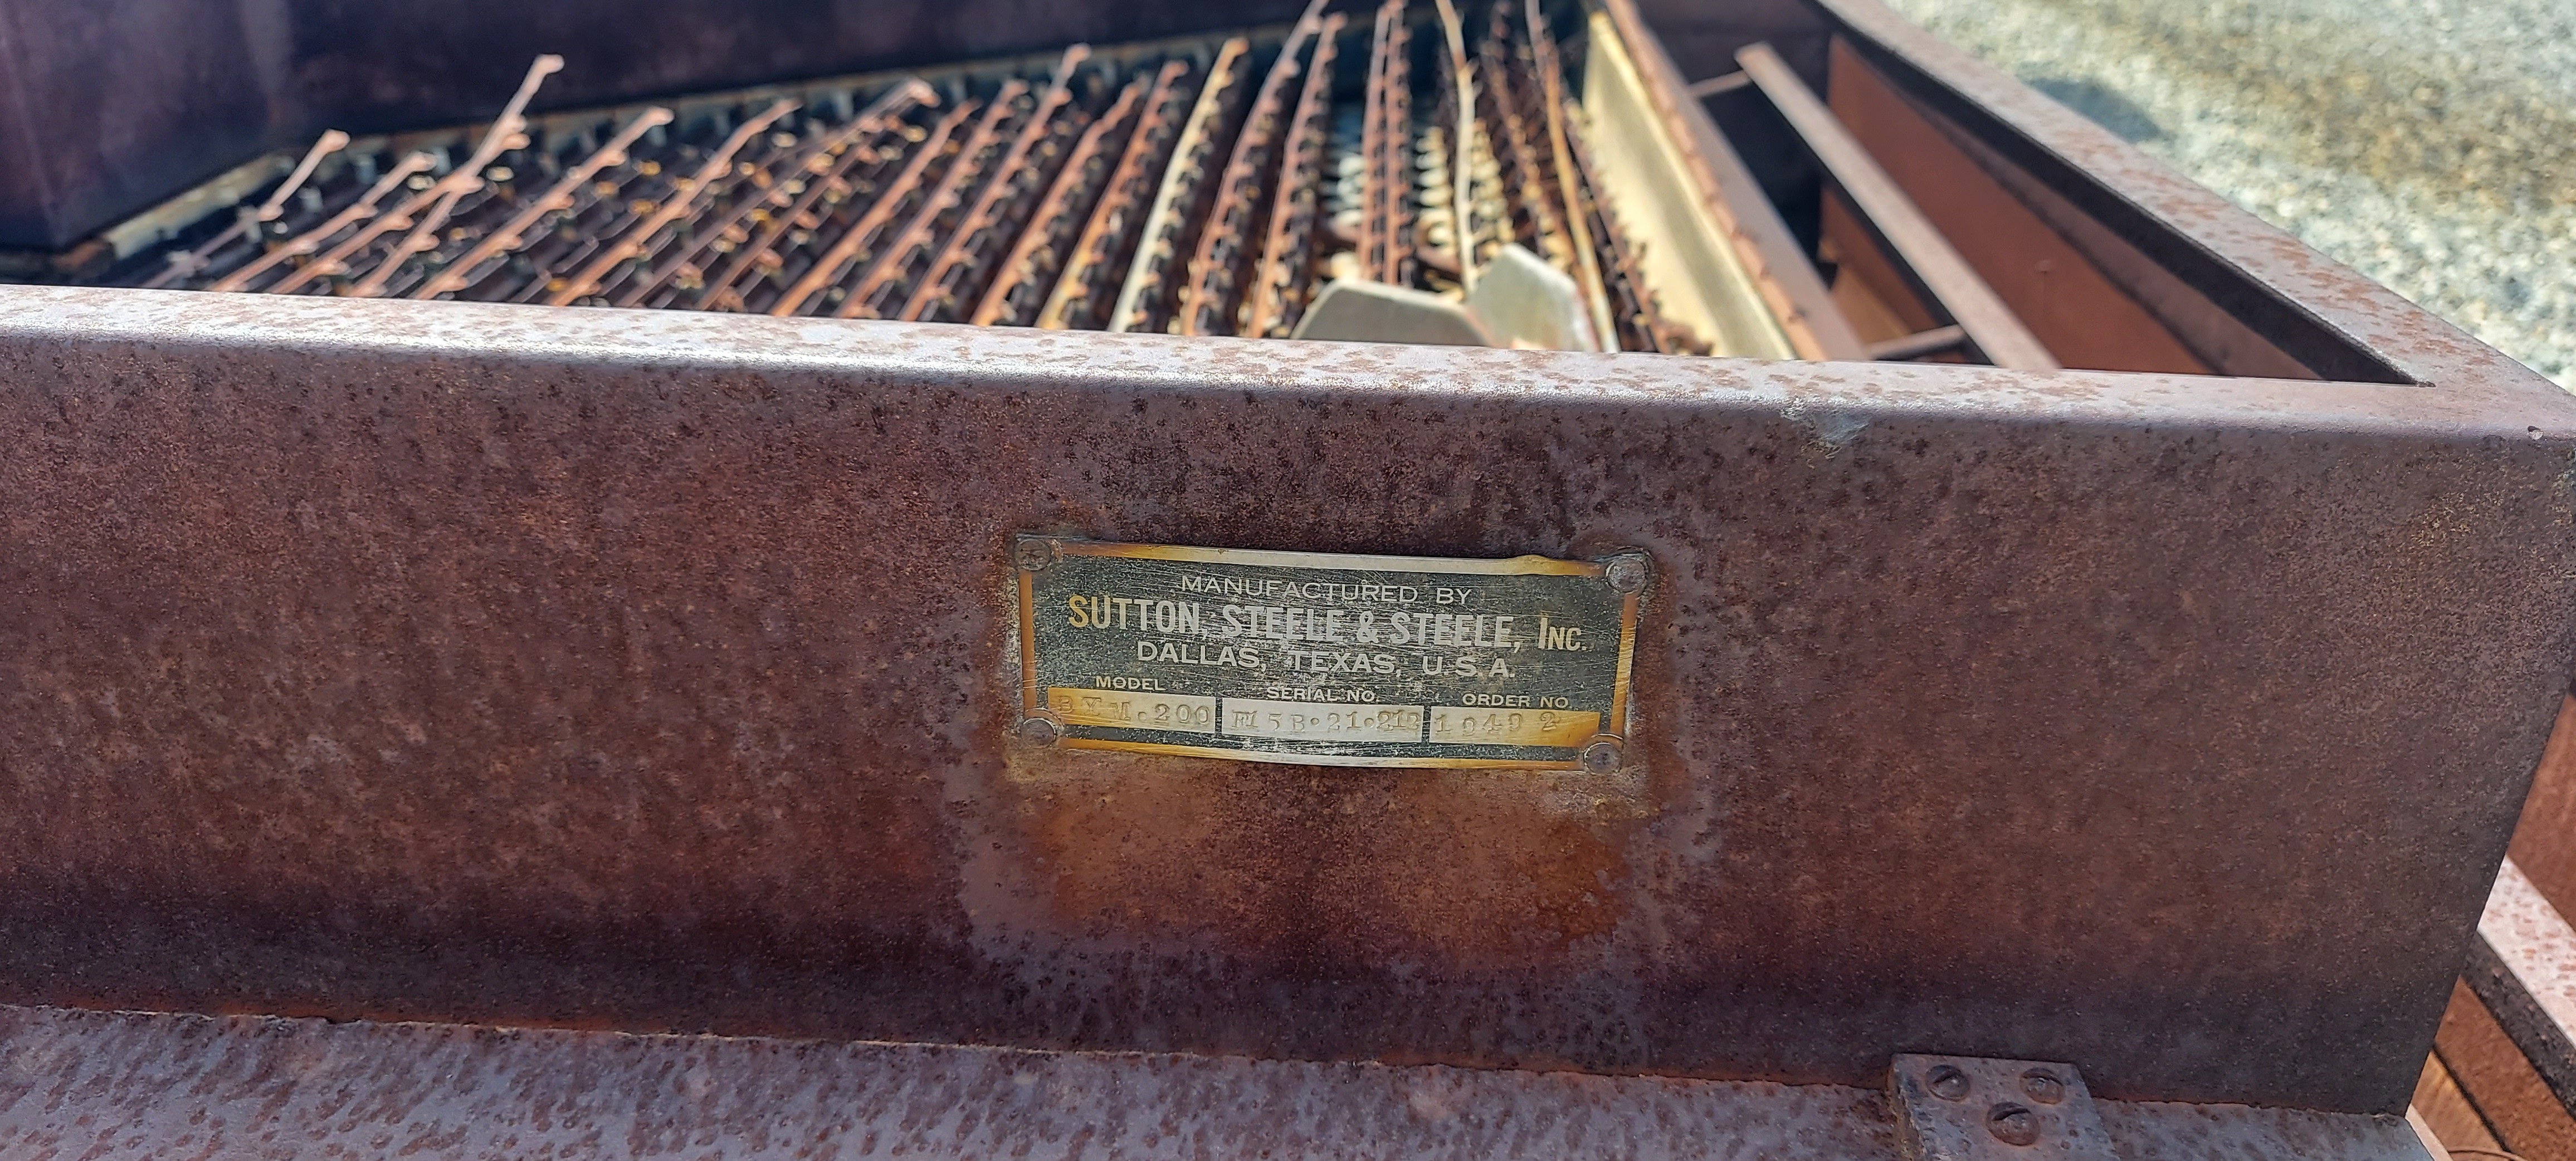 MANUFACTURED BY
SUTTON, STEELE & STEELE, INC.
DALLAS, TEXAS, U.S.A.
MODEL SERIAL NO. ORDER NO.